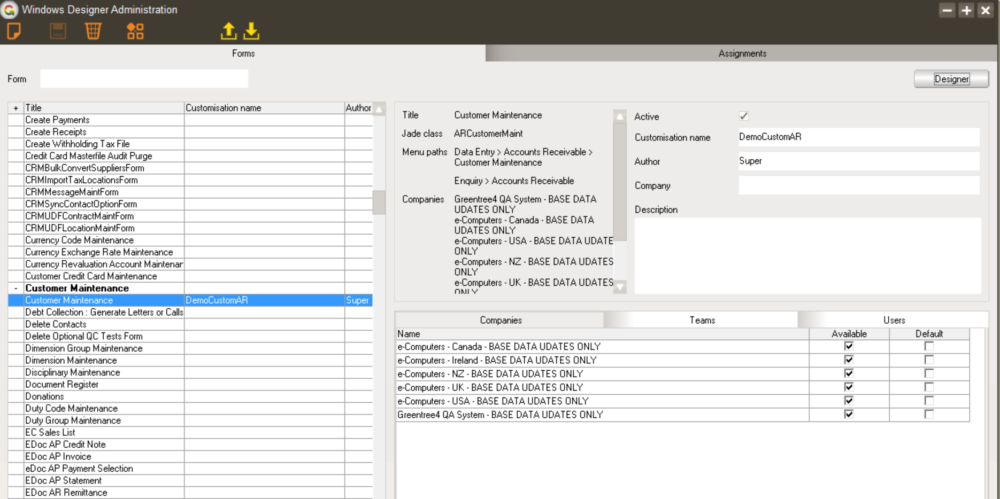 Windows Designer Administration
Forms
Assignments
Form
Designer
+ Title Customisation name Author
Create Payments
Create Receipts
Create Withholding Tax File
Credit Card Masterfile Audit Purge
CRMBulkConvertSuppliersForm
CRMImportTaxLocationsForm
CRMMessageMaintForm
CRMSyncContactOptionForm
CRMUDFContractMaintForm
CRMUDFLocationMaintForm
Currency Code Maintenance
Currency Exchange Rate Maintenance
Currency Revaluation Account Maintenar
Customer Credit Card Maintenance
- Customer Maintenance
Customer Maintenance DemoCustomAR Super
Debt Collection : Generate Letters or Calls
Delete Contacts
Delete Optional QC Tests Form
Dimension Group Maintenance
Dimension Maintenance
Disciplinary Maintenance
Document Register
Donations
Duty Code Maintenance
Duty Group Maintenance
EC Sales List
EDoc AP Credit Note
EDoc AP Invoice
eDoc AP Payment Selection
EDoc AP Statement
EDoc AR Remittance
Title Customer Maintenance
Jade class ARCustomerMaint
Menu paths Data Entry > Accounts Receivable >
Customer Maintenance
Enquiry > Accounts Receivable
Companies Greentree4 QA System - BASE DATA
UDATES ONLY
e-Computers - Canada - BASE DATA
UDATES ONLY
e-Computers - USA - BASE DATA UDATE
ONLY
e-Computers - NZ - BASE DATA UDATES
ONLY
e-Computers - UK - BASE DATA UDATES
ONLY
Active
Customisation name DemoCustomAR
Author Super
Company
Description
Companies Teams Users
Name Available Default
e-Computers - Canada - BASE DATA UDATES ONLY
e-Computers - Ireland - BASE DATA UDATES ONLY
e-Computers - NZ - BASE DATA UDATES ONLY
e-Computers - UK - BASE DATA UDATES ONLY
e-Computers - USA - BASE DATA UDATES ONLY
Greentree4 QA System - BASE DATA UDATES ONLY